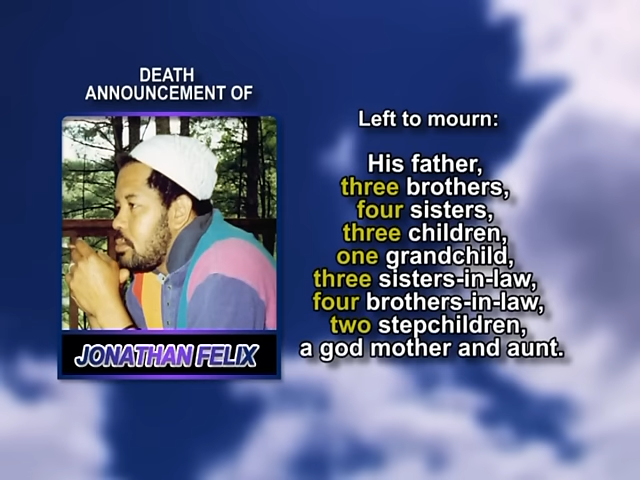 DEATH
ANNOUNCEMENT OF
JONATHAN FELIX
Left to mourn:
His father,
three brothers,
four sisters,
three children,
one grandchild,
three sisters-in-law,
four brothers-in-law,
two stepchildren,
a god mother and aunt.